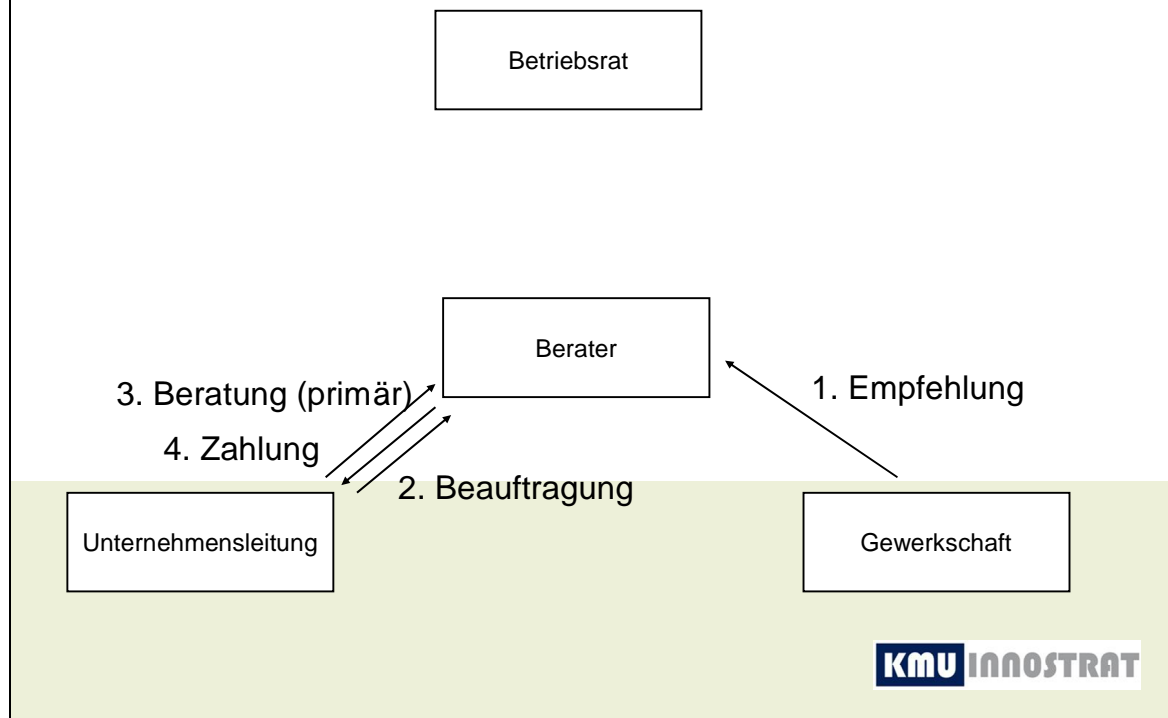 Betriebsrat
Berater
3. Beratung (primär)
1. Empfehlung
4. Zahlung
2. Beauftragung
Unternehmensleitung
Gewerkschaft
KMU INNOSTRAT